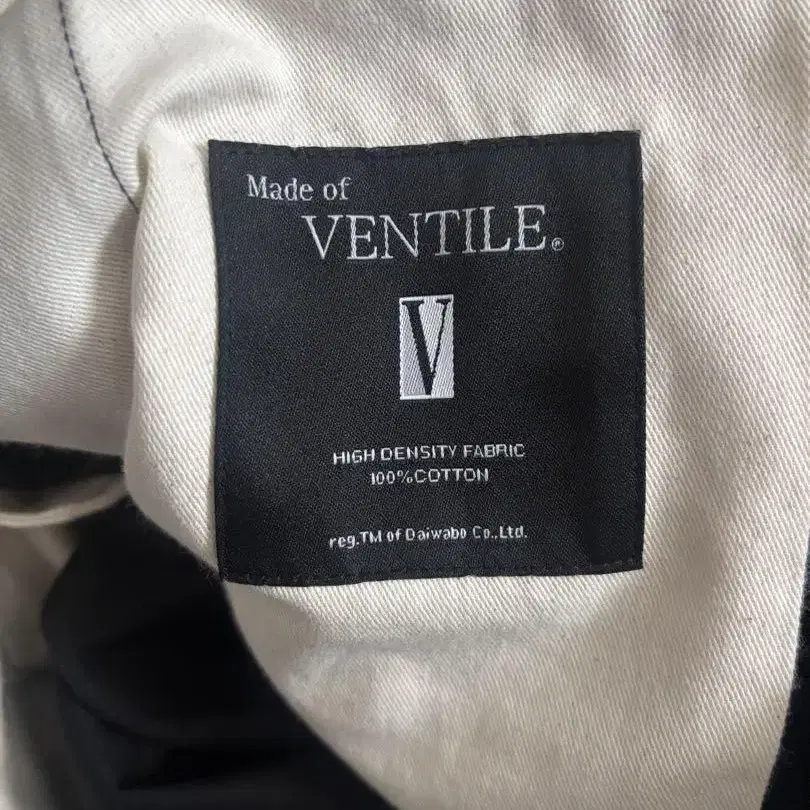 Made of
VENTILE®
V
HIGH DENSITY FABRIC
100%COTTON
reg.TM of Daiwabo Co.,Ltd.